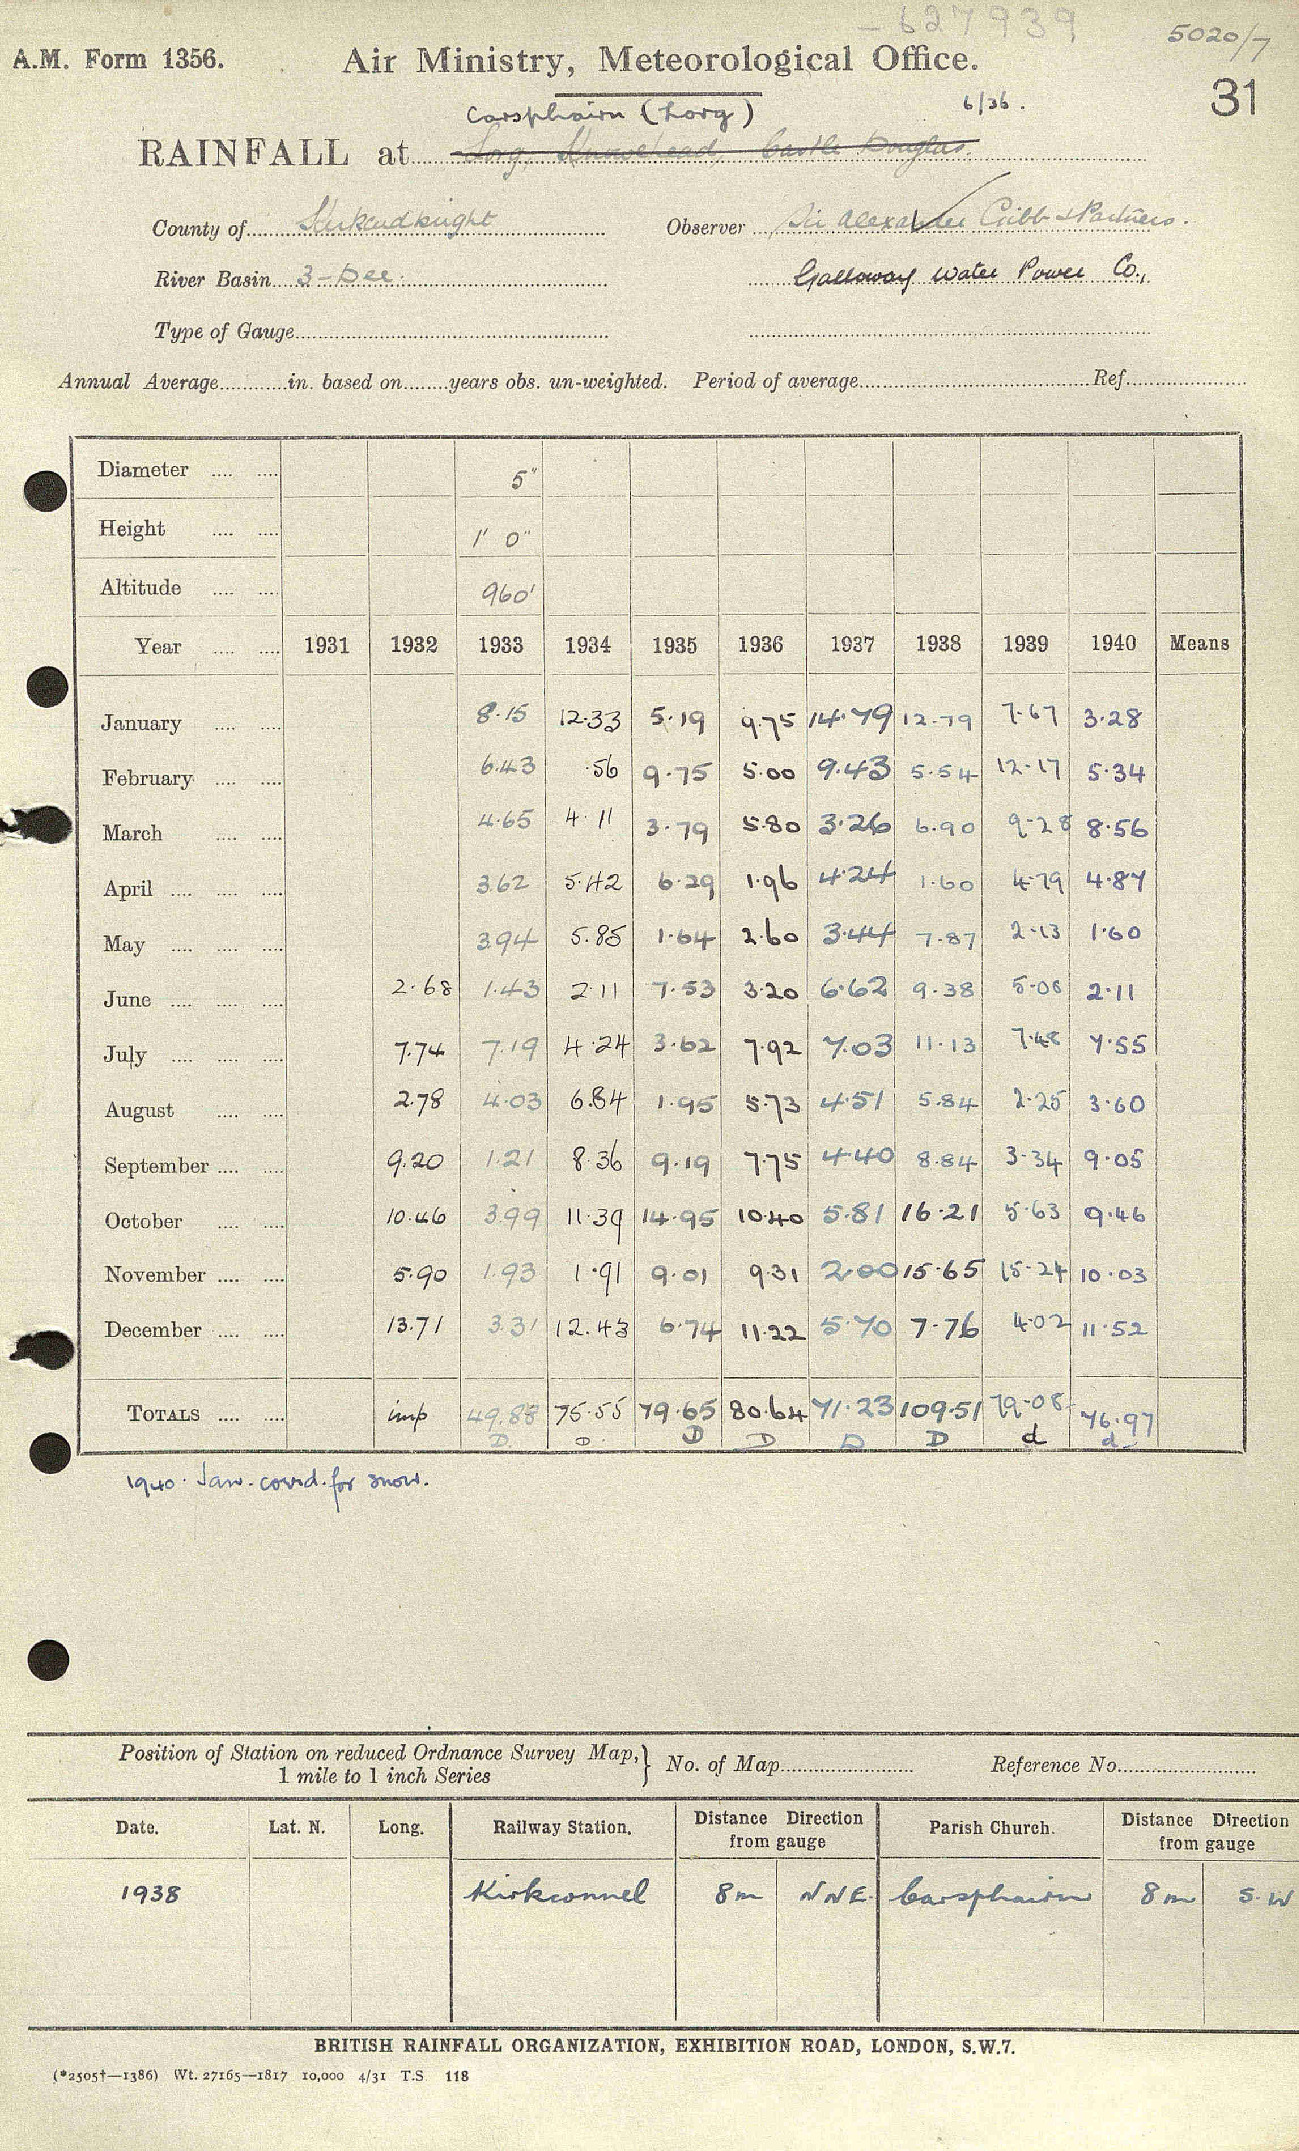 627939
5020/7
A.M. Form 1356. Air Ministry, Meteorological Office. 31
Carsphairn (Lorg) 6/36.
RAINFALL at Lorg, Knowehead, Castle Douglas.
County of Kirkcudbright Observer Sir Alexander Gibb & Partners.
River Basin 3-Dee. Galloway Water Power Co.,
Type of Gauge
Annual Average in. based on years obs. un-weighted. Period of average Ref.
Diameter 5"
Height 1' 0"
Altitude 960'
Year 1931 1932 1933 1934 1935 1936 1937 1938 1939 1940 Means
January 8.15 12.33 5.19 9.75 14.79 12.79 7.67 3.28
February 6.43 .56 9.75 5.00 9.43 5.54 12.17 5.34
March 4.65 4.11 3.79 5.80 3.26 6.90 9.28 8.56
April 3.62 5.42 6.29 1.96 4.24 1.60 4.79 4.87
May 3.94 5.85 1.64 2.60 3.44 7.87 2.13 1.60
June 2.68 1.43 2.11 7.53 3.20 6.62 9.38 5.08 2.11
July 7.74 7.19 4.24 3.62 7.92 7.03 11.13 7.48 7.55
August 2.78 4.03 6.84 1.95 5.73 4.51 5.84 2.25 3.60
September 9.20 1.21 8.36 9.19 7.75 4.40 8.84 3.34 9.05
October 10.46 3.99 11.39 14.95 10.40 5.81 16.21 5.63 9.46
November 5.90 1.93 1.91 9.01 9.31 2.00 15.65 15.24 10.03
December 13.71 3.31 12.43 6.74 11.22 5.70 7.76 4.02 11.52
TOTALS imp 49.88 75.55 79.65 80.64 71.23 109.51 79.08 76.97
D D D D D D d d
1940. Jan. corrd. for snow.
Position of Station on reduced Ordnance Survey Map, 1 mile to 1 inch Series } No. of Map Reference No.
Date. Lat. N. Long. Railway Station. Distance Direction from gauge Parish Church. Distance Direction from gauge
1938 Kirkconnel 8m NNE. Carsphairn 8m S.W
BRITISH RAINFALL ORGANIZATION, EXHIBITION ROAD, LONDON, S.W.7.
(*2505†—1386) Wt. 27165—1817 10,000 4/31 T.S. 118